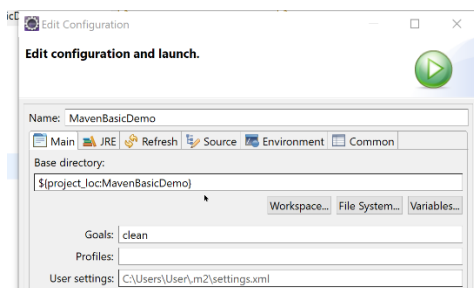 Edit Configuration
Edit configuration and launch.
Name: MavenBasicDemo
Main JRE Refresh Source Environment Common
Base directory:
${project_loc:MavenBasicDemo}
Workspace... File System... Variables...
Goals: clean
Profiles:
User settings: C:\Users\User\.m2\settings.xml